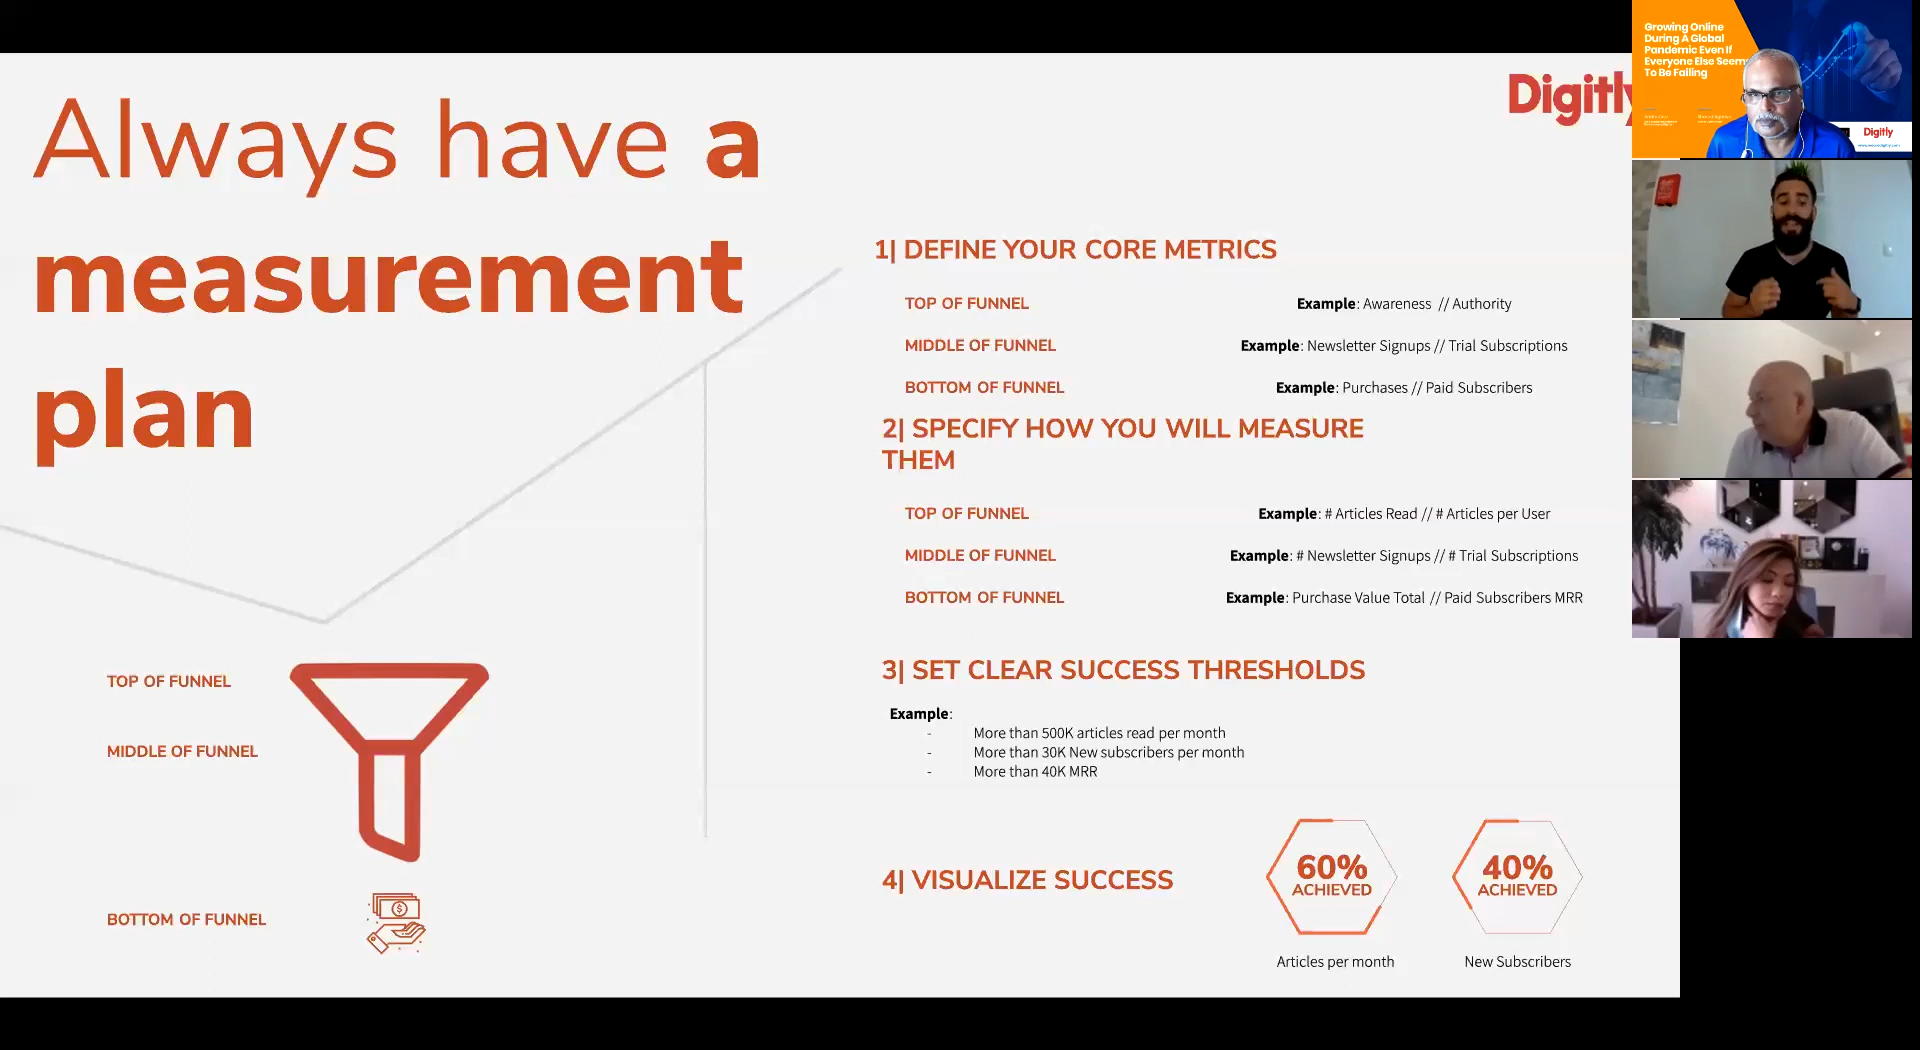 Always have a
measurement
plan
TOP OF FUNNEL
MIDDLE OF FUNNEL
BOTTOM OF FUNNEL
Digitly
1| DEFINE YOUR CORE METRICS
TOP OF FUNNEL Example: Awareness // Authority
MIDDLE OF FUNNEL Example: Newsletter Signups // Trial Subscriptions
BOTTOM OF FUNNEL Example: Purchases // Paid Subscribers
2| SPECIFY HOW YOU WILL MEASURE
THEM
TOP OF FUNNEL Example: # Articles Read // # Articles per User
MIDDLE OF FUNNEL Example: # Newsletter Signups // # Trial Subscriptions
BOTTOM OF FUNNEL Example: Purchase Value Total // Paid Subscribers MRR
3| SET CLEAR SUCCESS THRESHOLDS
Example:
- More than 500K articles read per month
- More than 30K New subscribers per month
- More than 40K MRR
4| VISUALIZE SUCCESS
60%
ACHIEVED
Articles per month
40%
ACHIEVED
New Subscribers
Growing Online
During A Global
Pandemic Even If
Everyone Else Seems
To Be Failing
Digitly